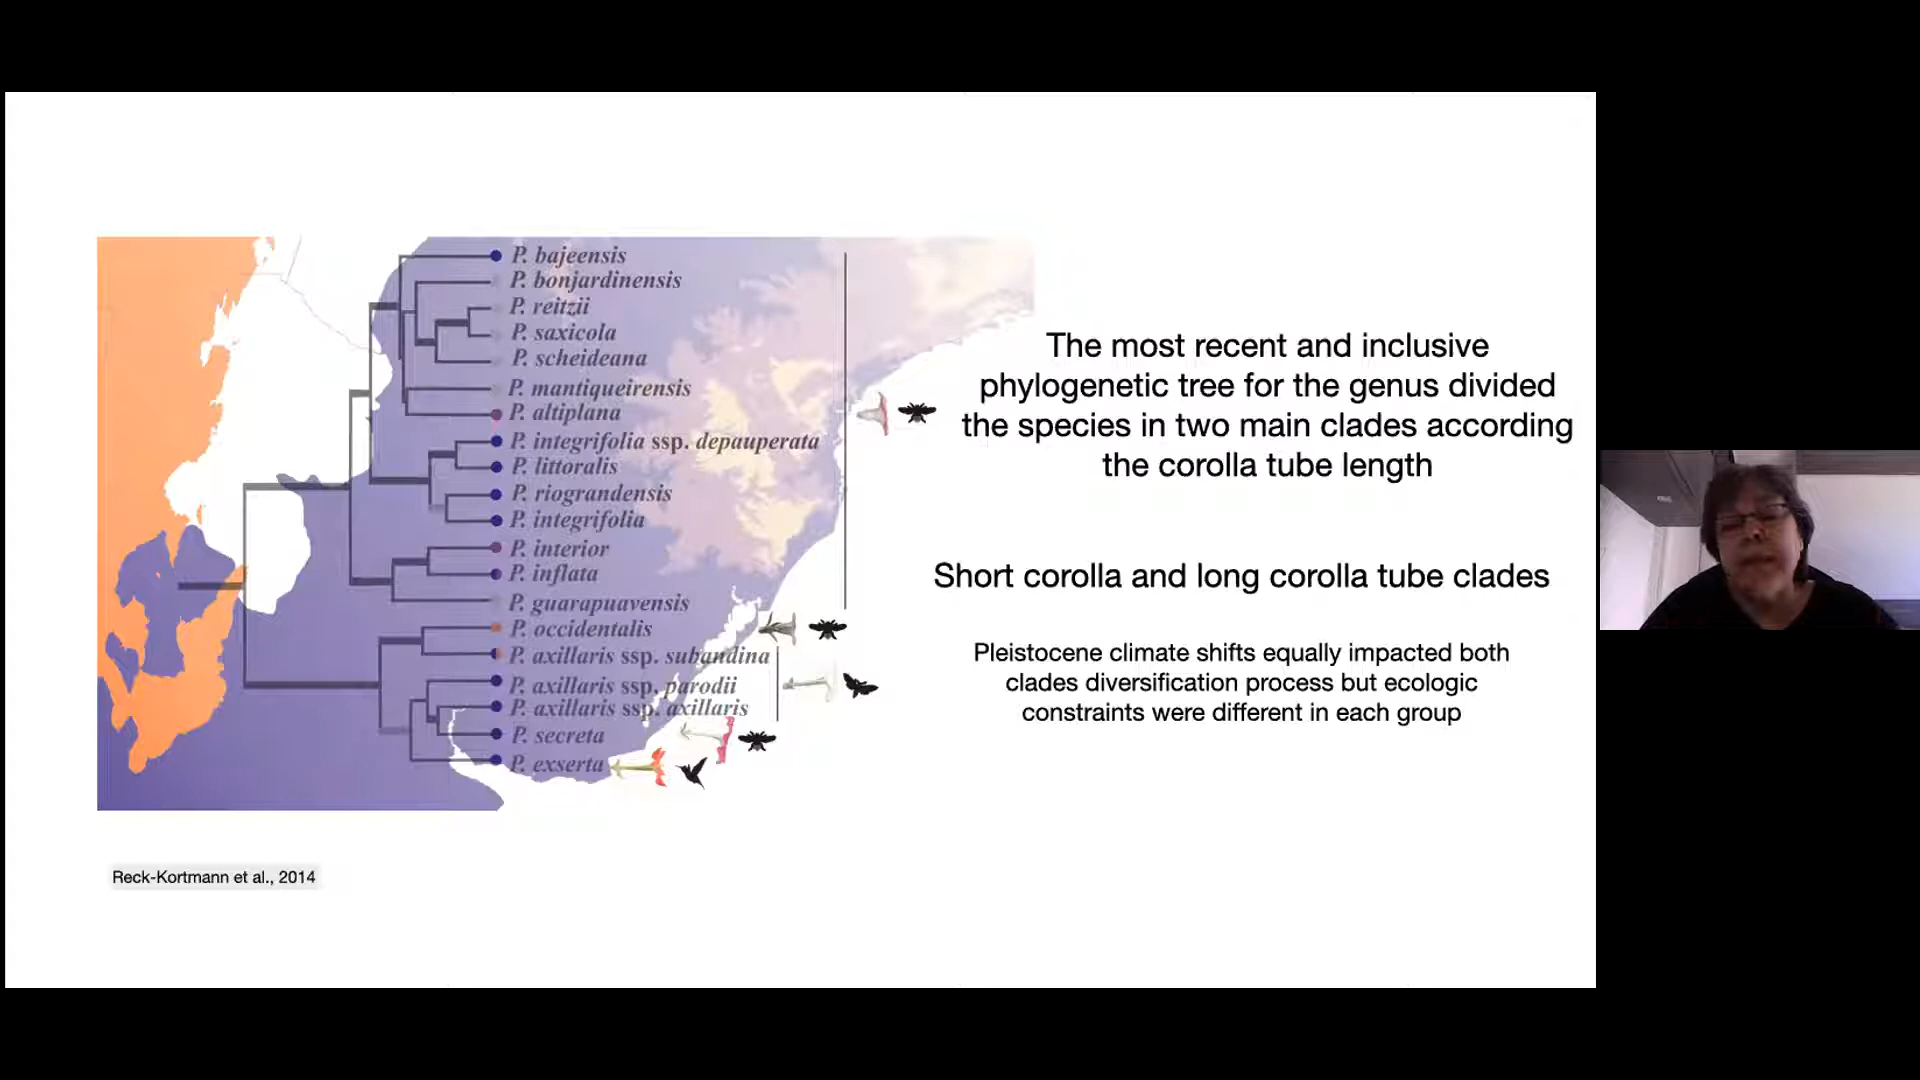 P. bajeensis
P. bonjardinensis
P. reitzii
P. saxicola
P. scheideana
P. mantiqueirensis
P. altiplana
P. integrifolia ssp. depauperata
P. littoralis
P. riograndensis
P. integrifolia
P. interior
P. inflata
P. guarapuavensis
P. occidentalis
P. axillaris ssp. subandina
P. axillaris ssp. parodii
P. axillaris ssp. axillaris
P. secreta
P. exserta
The most recent and inclusive
phylogenetic tree for the genus divided
the species in two main clades according
the corolla tube length
Short corolla and long corolla tube clades
Pleistocene climate shifts equally impacted both
clades diversification process but ecologic
constraints were different in each group
Reck-Kortmann et al., 2014